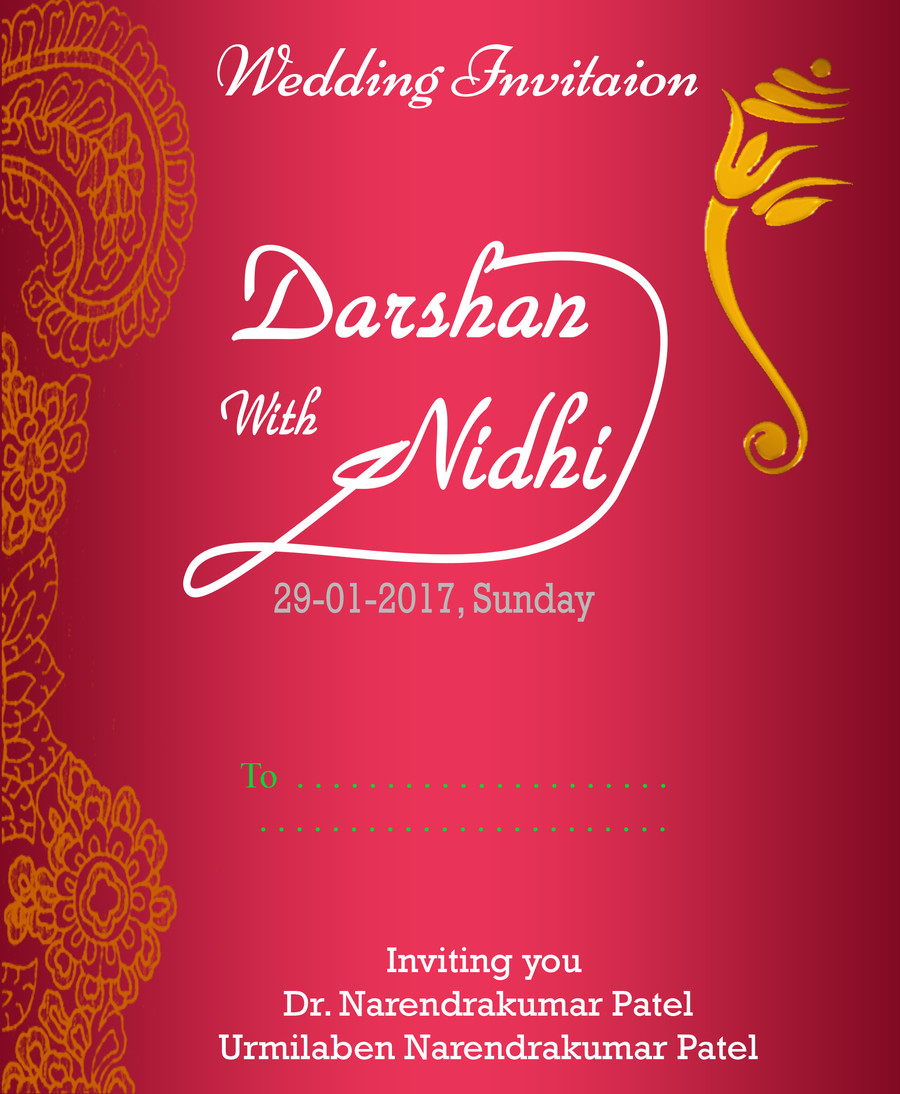 Wedding Invitaion
Darshan
With
Nidhi
29-01-2017, Sunday
To . . . . . . . . . . . . . . . . . . . . .
. . . . . . . . . . . . . . . . . . . . . . .
Inviting you
Dr. Narendrakumar Patel
Urmilaben Narendrakumar Patel